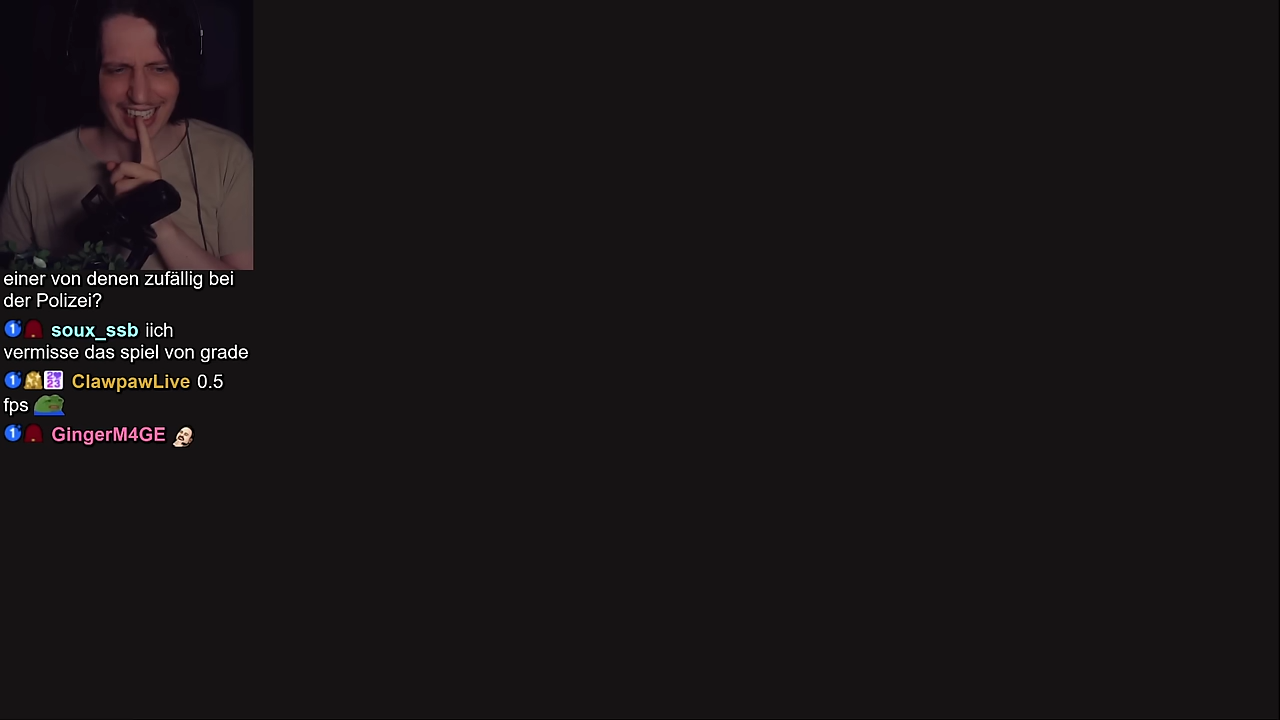 einer von denen zufällig bei
der Polizei?
soux_ssb iich
vermisse das spiel von grade
ClawpawLive 0.5
fps
GingerM4GE